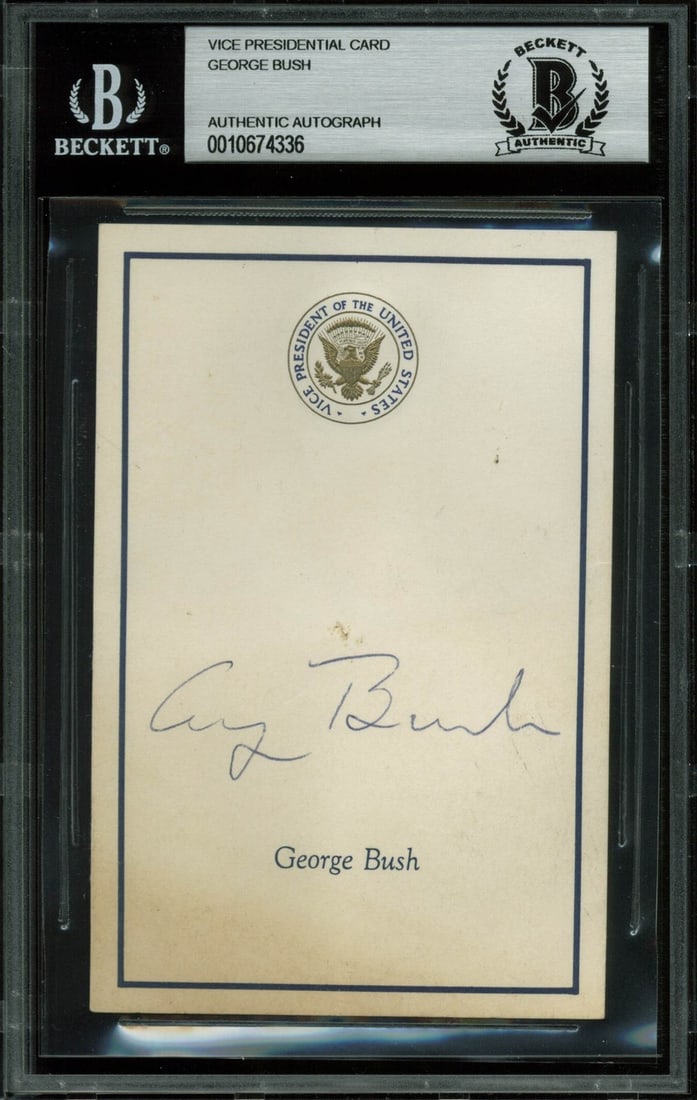 VICE PRESIDENTIAL CARD
GEORGE BUSH
AUTHENTIC AUTOGRAPH
0010674336
B
BECKETT®
BECKETT
B
AUTHENTIC
VICE PRESIDENT OF THE UNITED STATES
Bush
George Bush